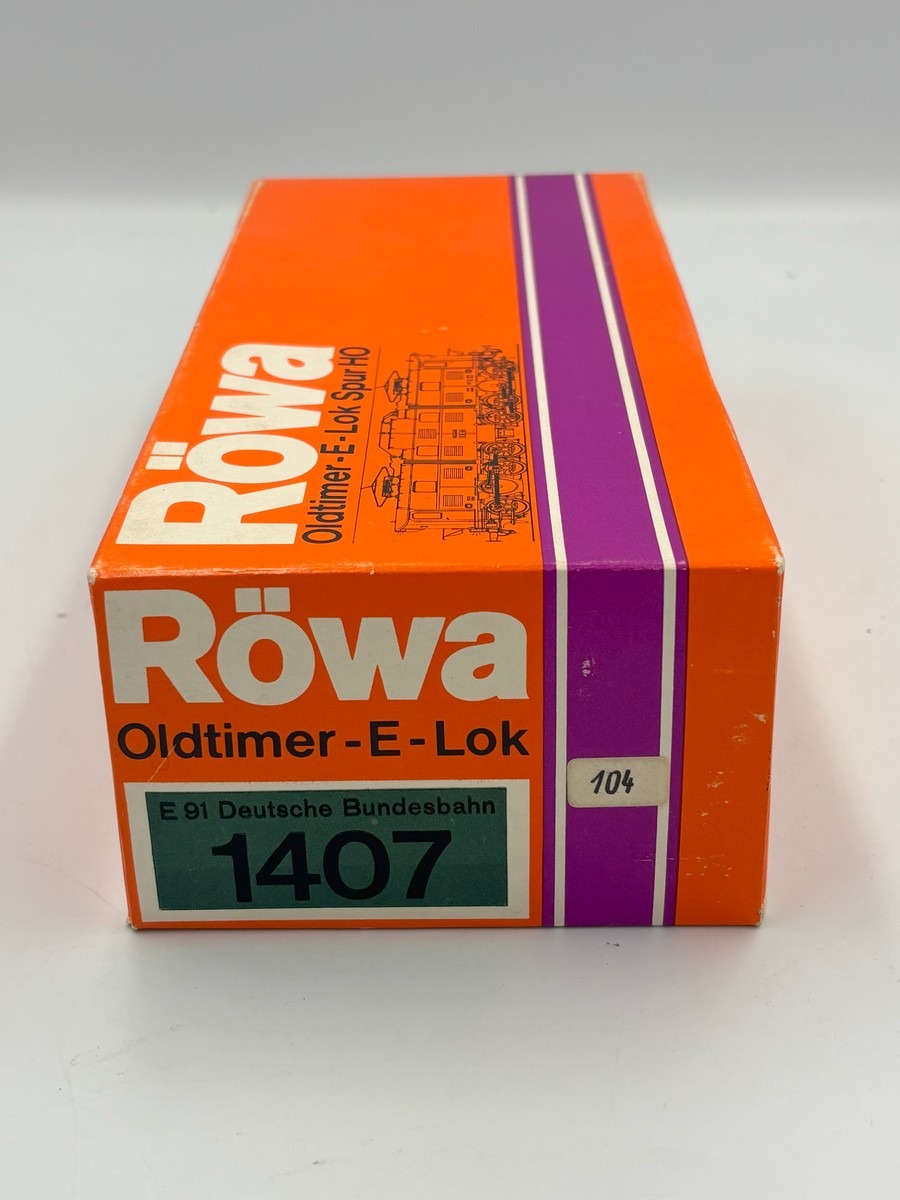 Röwa
Oldtimer-E-Lok Spur HO
Röwa
Oldtimer-E-Lok
E 91 Deutsche Bundesbahn
1407
104